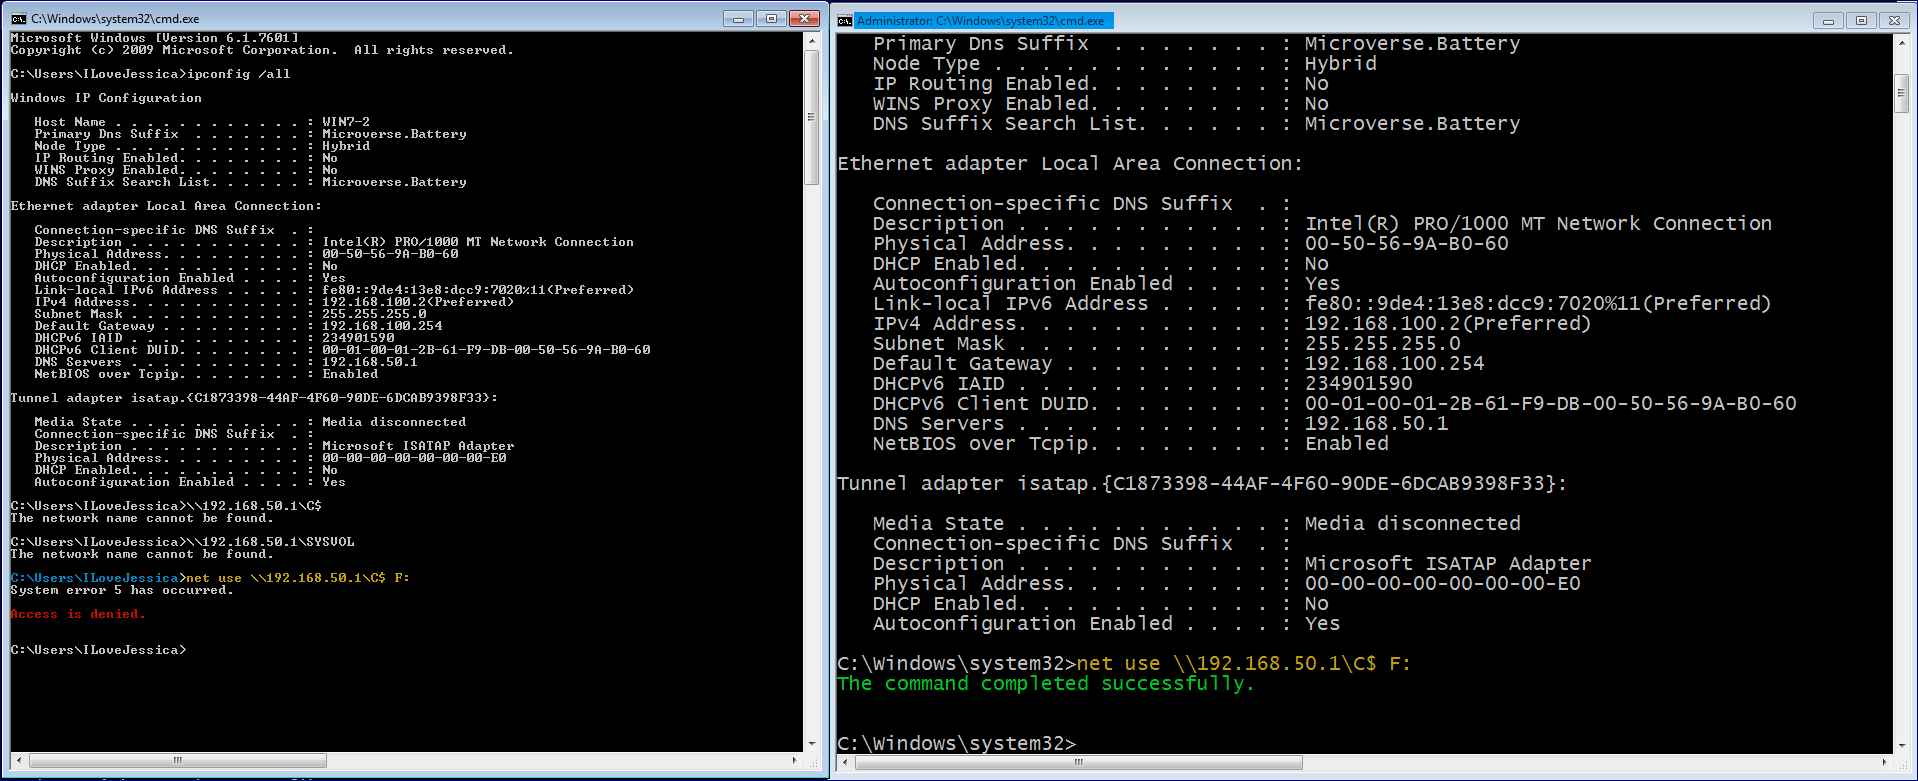 C:\Windows\system32\cmd.exe
Microsoft Windows [Version 6.1.7601]
Copyright (c) 2009 Microsoft Corporation.  All rights reserved.
C:\Users\ILoveJessica>ipconfig /all
Windows IP Configuration
Host Name . . . . . . . . . . . . : WIN7-2
Primary Dns Suffix  . . . . . . . : Microverse.Battery
Node Type . . . . . . . . . . . . : Hybrid
IP Routing Enabled. . . . . . . . : No
WINS Proxy Enabled. . . . . . . . : No
DNS Suffix Search List. . . . . . : Microverse.Battery
Ethernet adapter Local Area Connection:
Connection-specific DNS Suffix  . :
Description . . . . . . . . . . . : Intel(R) PRO/1000 MT Network Connection
Physical Address. . . . . . . . . : 00-50-56-9A-B0-60
DHCP Enabled. . . . . . . . . . . : No
Autoconfiguration Enabled . . . . : Yes
Link-local IPv6 Address . . . . . : fe80::9de4:13e8:dcc9:7020%11(Preferred)
IPv4 Address. . . . . . . . . . . : 192.168.100.2(Preferred)
Subnet Mask . . . . . . . . . . . : 255.255.255.0
Default Gateway . . . . . . . . . : 192.168.100.254
DHCPv6 IAID . . . . . . . . . . . : 234901590
DHCPv6 Client DUID. . . . . . . . : 00-01-00-01-2B-61-F9-DB-00-50-56-9A-B0-60
DNS Servers . . . . . . . . . . . : 192.168.50.1
NetBIOS over Tcpip. . . . . . . . : Enabled
Tunnel adapter isatap.{C1873398-44AF-4F60-90DE-6DCAB9398F33}:
Media State . . . . . . . . . . . : Media disconnected
Connection-specific DNS Suffix  . :
Description . . . . . . . . . . . : Microsoft ISATAP Adapter
Physical Address. . . . . . . . . : 00-00-00-00-00-00-00-E0
DHCP Enabled. . . . . . . . . . . : No
Autoconfiguration Enabled . . . . : Yes
C:\Users\ILoveJessica>\\192.168.50.1\C$
The network name cannot be found.
C:\Users\ILoveJessica>\\192.168.50.1\SYSVOL
The network name cannot be found.
C:\Users\ILoveJessica>net use \\192.168.50.1\C$ F:
System error 5 has occurred.
Access is denied.
C:\Users\ILoveJessica>
Administrator: C:\Windows\system32\cmd.exe
Primary Dns Suffix  . . . . . . . : Microverse.Battery
Node Type . . . . . . . . . . . . : Hybrid
IP Routing Enabled. . . . . . . . : No
WINS Proxy Enabled. . . . . . . . : No
DNS Suffix Search List. . . . . . : Microverse.Battery
Ethernet adapter Local Area Connection:
Connection-specific DNS Suffix  . :
Description . . . . . . . . . . . : Intel(R) PRO/1000 MT Network Connection
Physical Address. . . . . . . . . : 00-50-56-9A-B0-60
DHCP Enabled. . . . . . . . . . . : No
Autoconfiguration Enabled . . . . : Yes
Link-local IPv6 Address . . . . . : fe80::9de4:13e8:dcc9:7020%11(Preferred)
IPv4 Address. . . . . . . . . . . : 192.168.100.2(Preferred)
Subnet Mask . . . . . . . . . . . : 255.255.255.0
Default Gateway . . . . . . . . . : 192.168.100.254
DHCPv6 IAID . . . . . . . . . . . : 234901590
DHCPv6 Client DUID. . . . . . . . : 00-01-00-01-2B-61-F9-DB-00-50-56-9A-B0-60
DNS Servers . . . . . . . . . . . : 192.168.50.1
NetBIOS over Tcpip. . . . . . . . : Enabled
Tunnel adapter isatap.{C1873398-44AF-4F60-90DE-6DCAB9398F33}:
Media State . . . . . . . . . . . : Media disconnected
Connection-specific DNS Suffix  . :
Description . . . . . . . . . . . : Microsoft ISATAP Adapter
Physical Address. . . . . . . . . : 00-00-00-00-00-00-00-E0
DHCP Enabled. . . . . . . . . . . : No
Autoconfiguration Enabled . . . . : Yes
C:\Windows\system32>net use \\192.168.50.1\C$ F:
The command completed successfully.
C:\Windows\system32>